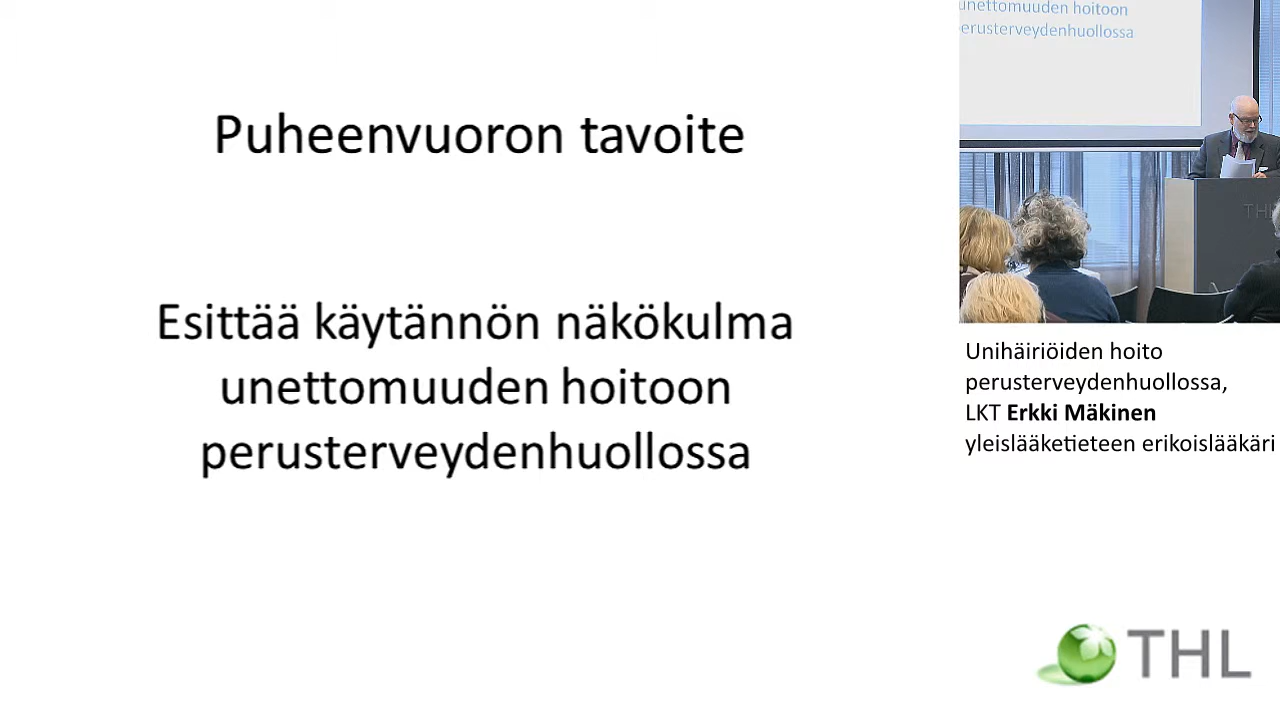 Puheenvuoron tavoite
Esittää käytännön näkökulma
unettomuuden hoitoon
perusterveydenhuollossa
unettomuuden hoitoon
perusterveydenhuollossa
THL
Unihäiriöiden hoito
perusterveydenhuollossa,
LKT Erkki Mäkinen
yleislääketieteen erikoislääkäri
THL